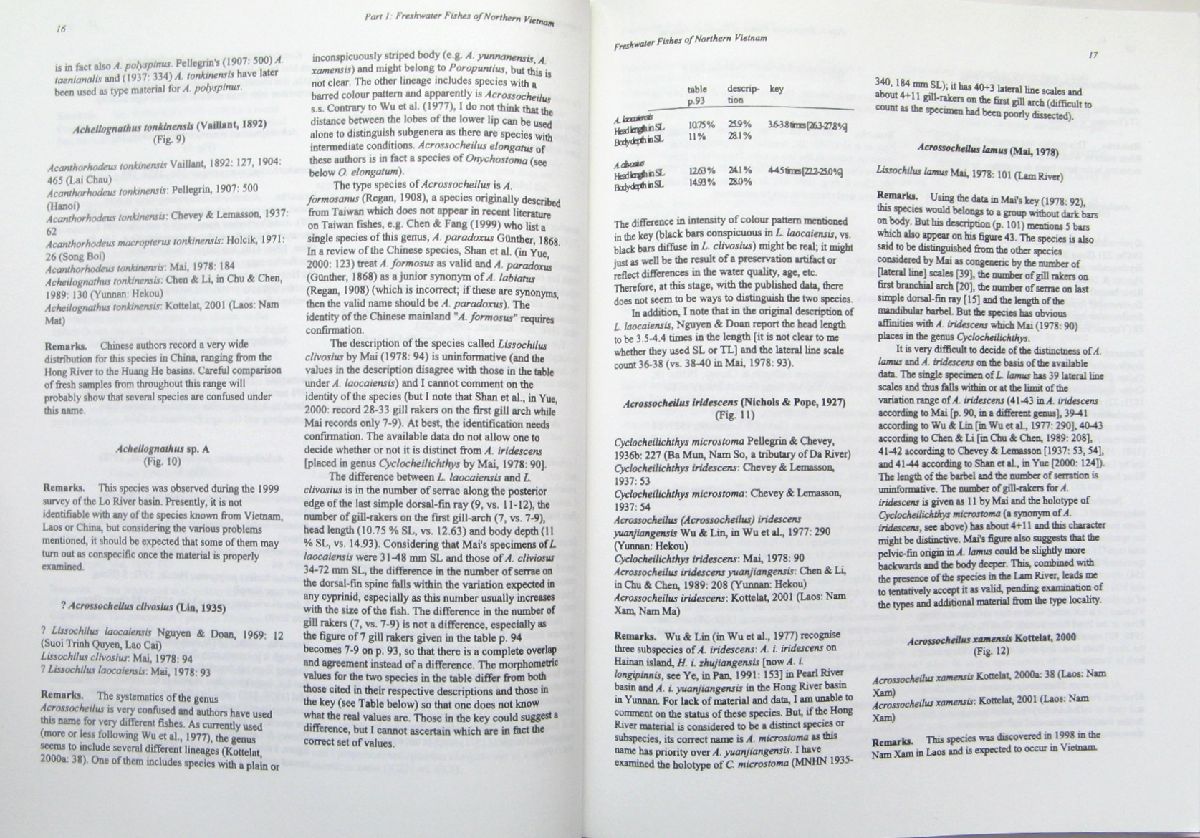 16
Part 1: Freshwater Fishes of Northern Vietnam
is in fact also A. polyspinus. Pellegrin's (1907: 500) A.
taenianalis and (1937: 334) A. tonkinensis have later
been used as type material for A. polyspinus.
Acheilognathus tonkinensis (Vaillant, 1892)
(Fig. 9)
Acanthorhodeus tonkinensis Vaillant, 1892: 127, 1904:
465 (Lai Chau)
Acanthorhodeus tonkinensis: Pellegrin, 1907: 500
(Hanoi)
Acanthorhodeus tonkinensis: Chevey & Lemasson, 1937:
62
Acanthorhodeus macropterus tonkinensis: Holcik, 1971:
26 (Song Boi)
Acanthorhodeus tonkinensis: Mai, 1978: 184
Acheilognathus tonkinensis: Chen & Li, in Chu & Chen,
1989: 130 (Yunnan: Hekou)
Acheilognathus tonkinensis: Kottelat, 2001 (Laos: Nam
Mat)
Remarks. Chinese authors record a very wide
distribution for this species in China, ranging from the
Hong River to the Huang He basins. Careful comparison
of fresh samples from throughout this range will
probably show that several species are confused under
this name.
Acheilognathus sp. A
(Fig. 10)
Remarks. This species was observed during the 1999
survey of the Lo River basin. Presently, it is not
identifiable with any of the species known from Vietnam,
Laos or China, but considering the various problems
mentioned, it should be expected that some of them may
turn out as conspecific once the material is properly
examined.
? Acrossocheilus clivosius (Lin, 1935)
? Lissochilus laocaiensis Nguyen & Doan, 1969: 12
(Suoi Trinh Quyen, Lao Cai)
Lissochilus clivosius: Mai, 1978: 94
? Lissochilus laocaiensis: Mai, 1978: 93
Remarks. The systematics of the genus
Acrossocheilus is very confused and authors have used
this name for very different fishes. As currently used
(more or less following Wu et al., 1977), the genus
seems to include several different lineages (Kottelat,
2000a: 38). One of them includes species with a plain or
inconspicuously striped body (e.g. A. yunnanensis, A.
xamensis) and might belong to Poropuntius, but this is
not clear. The other lineage includes species with a
barred colour pattern and apparently is Acrossocheilus
s.s. Contrary to Wu et al. (1977), I do not think that the
distance between the lobes of the lower lip can be used
alone to distinguish subgenera as there are species with
intermediate conditions. Acrossocheilus elongatus of
these authors is in fact a species of Onychostoma (see
below O. elongatum).
The type species of Acrossocheilus is A.
formosanus (Regan, 1908), a species originally described
from Taiwan which does not appear in recent literature
on Taiwan fishes, e.g. Chen & Fang (1999) who list a
single species of this genus, A. paradoxus Günther, 1868.
In a review of the Chinese species, Shan et al. (in Yue,
2000: 123) treat A. formosus as valid and A. paradoxus
(Günther, 1868) as a junior synonym of A. labiatus
(Regan, 1908) (which is incorrect; if these are synonyms,
then the valid name should be A. paradoxus). The
identity of the Chinese mainland "A. formosus" requires
confirmation.
The description of the species called Lissochilus
clivosius by Mai (1978: 94) is uninformative (and the
values in the description disagree with those in the table
under A. laocaiensis) and I cannot comment on the
identity of the species (but I note that Shan et al., in Yue,
2000: record 28-33 gill rakers on the first gill arch while
Mai records only 7-9). At best, the identification needs
confirmation. The available data do not allow one to
decide whether or not it is distinct from A. iridescens
[placed in genus Cyclocheilichthys by Mai, 1978: 90].
The difference between L. laocaiensis and L.
clivosius is in the number of serrae along the posterior
edge of the last simple dorsal-fin ray (9, vs. 11-12), the
number of gill-rakers on the first gill-arch (7, vs. 7-9),
head length (10.75 % SL, vs. 12.63) and body depth (11
% SL, vs. 14.93). Considering that Mai's specimens of L.
laocaiensis were 31-48 mm SL and those of A. clivosus
34-72 mm SL, the difference in the number of serrae on
the dorsal-fin spine falls within the variation expected in
any cyprinid, especially as this number usually increases
with the size of the fish. The difference in the number of
gill rakers (7, vs. 7-9) is not a difference, especially as
the figure of 7 gill rakers given in the table p. 94
becomes 7-9 on p. 93, so that there is a complete overlap
and agreement instead of a difference. The morphometric
values for the two species in the table differ from both
those cited in their respective descriptions and those in
the key (see Table below) so that one does not know
what the real values are. Those in the key could suggest a
difference, but I cannot ascertain which are in fact the
correct set of values.
Freshwater Fishes of Northern Vietnam
17
table descrip- key
p.93 tion
A. laocaiensis
Head length in SL 10.75% 25.9% 3.6-3.8 times [26.3-27.8%]
Body depth in SL 11% 28.1%
A. clivosius
Head length in SL 12.63% 24.1% 4-4.5 times [22.2-25.0%]
Body depth in SL 14.93% 28.0%
The difference in intensity of colour pattern mentioned
in the key (black bars conspicuous in L. laocaiensis, vs.
black bars diffuse in L. clivosius) might be real; it might
just as well be the result of a preservation artifact or
reflect differences in the water quality, age, etc.
Therefore, at this stage, with the published data, there
does not seem to be ways to distinguish the two species.
In addition, I note that in the original description of
L. laocaiensis, Nguyen & Doan report the head length
to be 3.5-4.4 times in the length [it is not clear to me
whether they used SL or TL] and the lateral line scale
count 36-38 (vs. 38-40 in Mai, 1978: 93).
Acrossocheilus iridescens (Nichols & Pope, 1927)
(Fig. 11)
Cyclocheilichthys microstoma Pellegrin & Chevey,
1936b: 227 (Ba Mun, Nam So, a tributary of Da River)
Cyclocheilichthys iridescens: Chevey & Lemasson,
1937: 53
Cyclocheilichthys microstoma: Chevey & Lemasson,
1937: 54
Acrossocheilus (Acrossocheilus) iridescens
yuanjiangensis Wu & Lin, in Wu et al., 1977: 290
(Yunnan: Hekou)
Cyclocheilichthys iridescens: Mai, 1978: 90
Acrossocheilus iridescens yuanjiangensis: Chen & Li,
in Chu & Chen, 1989: 208 (Yunnan: Hekou)
Acrossocheilus iridescens: Kottelat, 2001 (Laos: Nam
Xam, Nam Ma)
Remarks. Wu & Lin (in Wu et al., 1977) recognise
three subspecies of A. iridescens: A. i. iridescens on
Hainan island, H. i. zhujiangensis [now A. i.
longipinnis, see Ye, in Pan, 1991: 153] in Pearl River
basin and A. i. yuanjiangensis in the Hong River basin
in Yunnan. For lack of material and data, I am unable to
comment on the status of these species. But, if the Hong
River material is considered to be a distinct species or
subspecies, its correct name is A. microstoma as this
name has priority over A. yuanjiangensis. I have
examined the holotype of C. microstoma (MNHN 1935-
340, 184 mm SL); it has 40+3 lateral line scales and
about 4+11 gill-rakers on the first gill arch (difficult to
count as the specimen had been poorly dissected).
Acrossocheilus lamus (Mai, 1978)
Lissochilus lamus Mai, 1978: 101 (Lam River)
Remarks. Using the data in Mai's key (1978: 92),
this species would belongs to a group without dark bars
on body. But his description (p. 101) mentions 5 bars
which also appear on his figure 43. The species is also
said to be distinguished from the other species
considered by Mai as congeneric by the number of
[lateral line] scales [39], the number of gill rakers on
first branchial arch [20], the number of serrae on last
simple dorsal-fin ray [15] and the length of the
mandibular barbel. But the species has obvious
affinities with A. iridescens which Mai (1978: 90)
places in the genus Cyclocheilichthys.
It is very difficult to decide of the distinctness of A.
lamus and A. iridescens on the basis of the available
data. The single specimen of L. lamus has 39 lateral line
scales and thus falls within or at the limit of the
variation range of A. iridescens (41-43 in A. iridescens
according to Mai [p. 90, in a different genus], 39-41
according to Wu & Lin [in Wu et al., 1977: 290], 40-43
according to Chen & Li [in Chu & Chen, 1989: 208],
41-42 according to Chevey & Lemasson [1937: 53, 54],
and 41-44 according to Shan et al., in Yue [2000: 124]).
The length of the barbel and the number of serration is
uninformative. The number of gill-rakers for A.
iridescens is given as 11 by Mai and the holotype of
Cyclocheilichthys microstoma (a synonym of A.
iridescens, see above) has about 4+11 and this character
might be distinctive. Mai's figure also suggests that the
pelvic-fin origin in A. lamus could be slightly more
backwards and the body deeper. This, combined with
the presence of the species in the Lam River, leads me
to tentatively accept it as valid, pending examination of
the types and additional material from the type locality.
Acrossocheilus xamensis Kottelat, 2000
(Fig. 12)
Acrossocheilus xamensis Kottelat, 2000a: 38 (Laos: Nam
Xam)
Acrossocheilus xamensis: Kottelat, 2001 (Laos: Nam
Xam)
Remarks. This species was discovered in 1998 in the
Nam Xam in Laos and is expected to occur in Vietnam.